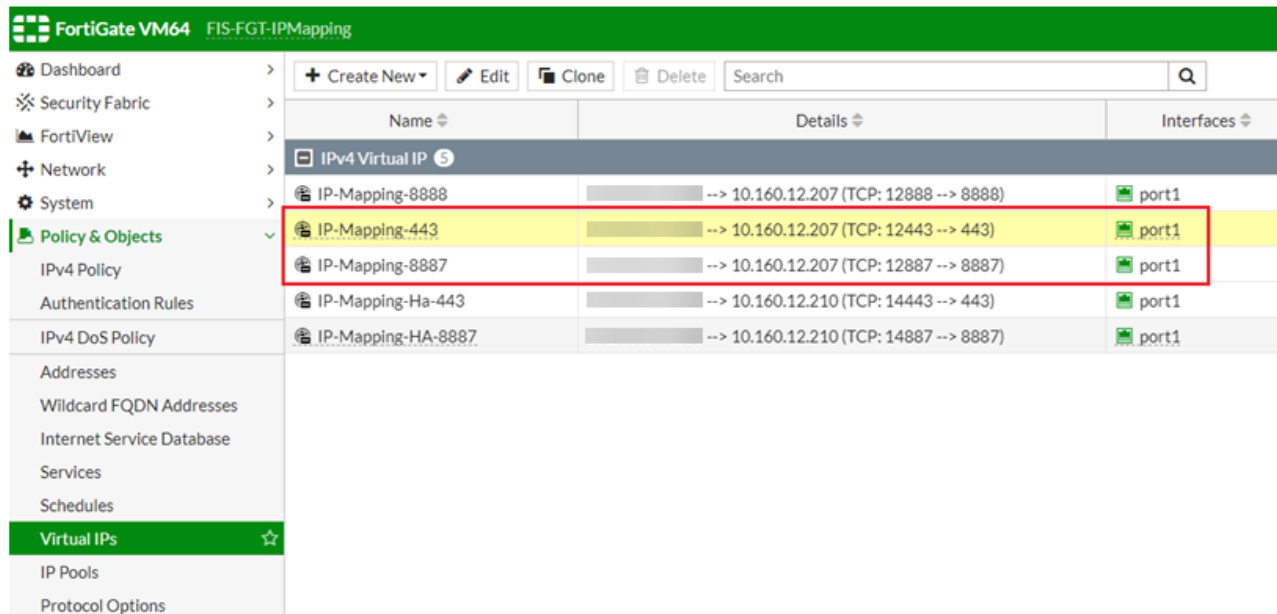 FortiGate VM64 FIS-FGT-IPMapping
Dashboard
Security Fabric
FortiView
Network
System
Policy & Objects
IPv4 Policy
Authentication Rules
IPv4 DoS Policy
Addresses
Wildcard FQDN Addresses
Internet Service Database
Services
Schedules
Virtual IPs
IP Pools
Protocol Options
+ Create New Edit Clone Delete Search
Name Details Interfaces
IPv4 Virtual IP 5
IP-Mapping-8888 --> 10.160.12.207 (TCP: 12888 --> 8888) port1
IP-Mapping-443 --> 10.160.12.207 (TCP: 12443 --> 443) port1
IP-Mapping-8887 --> 10.160.12.207 (TCP: 12887 --> 8887) port1
IP-Mapping-Ha-443 --> 10.160.12.210 (TCP: 14443 --> 443) port1
IP-Mapping-HA-8887 --> 10.160.12.210 (TCP: 14887 --> 8887) port1